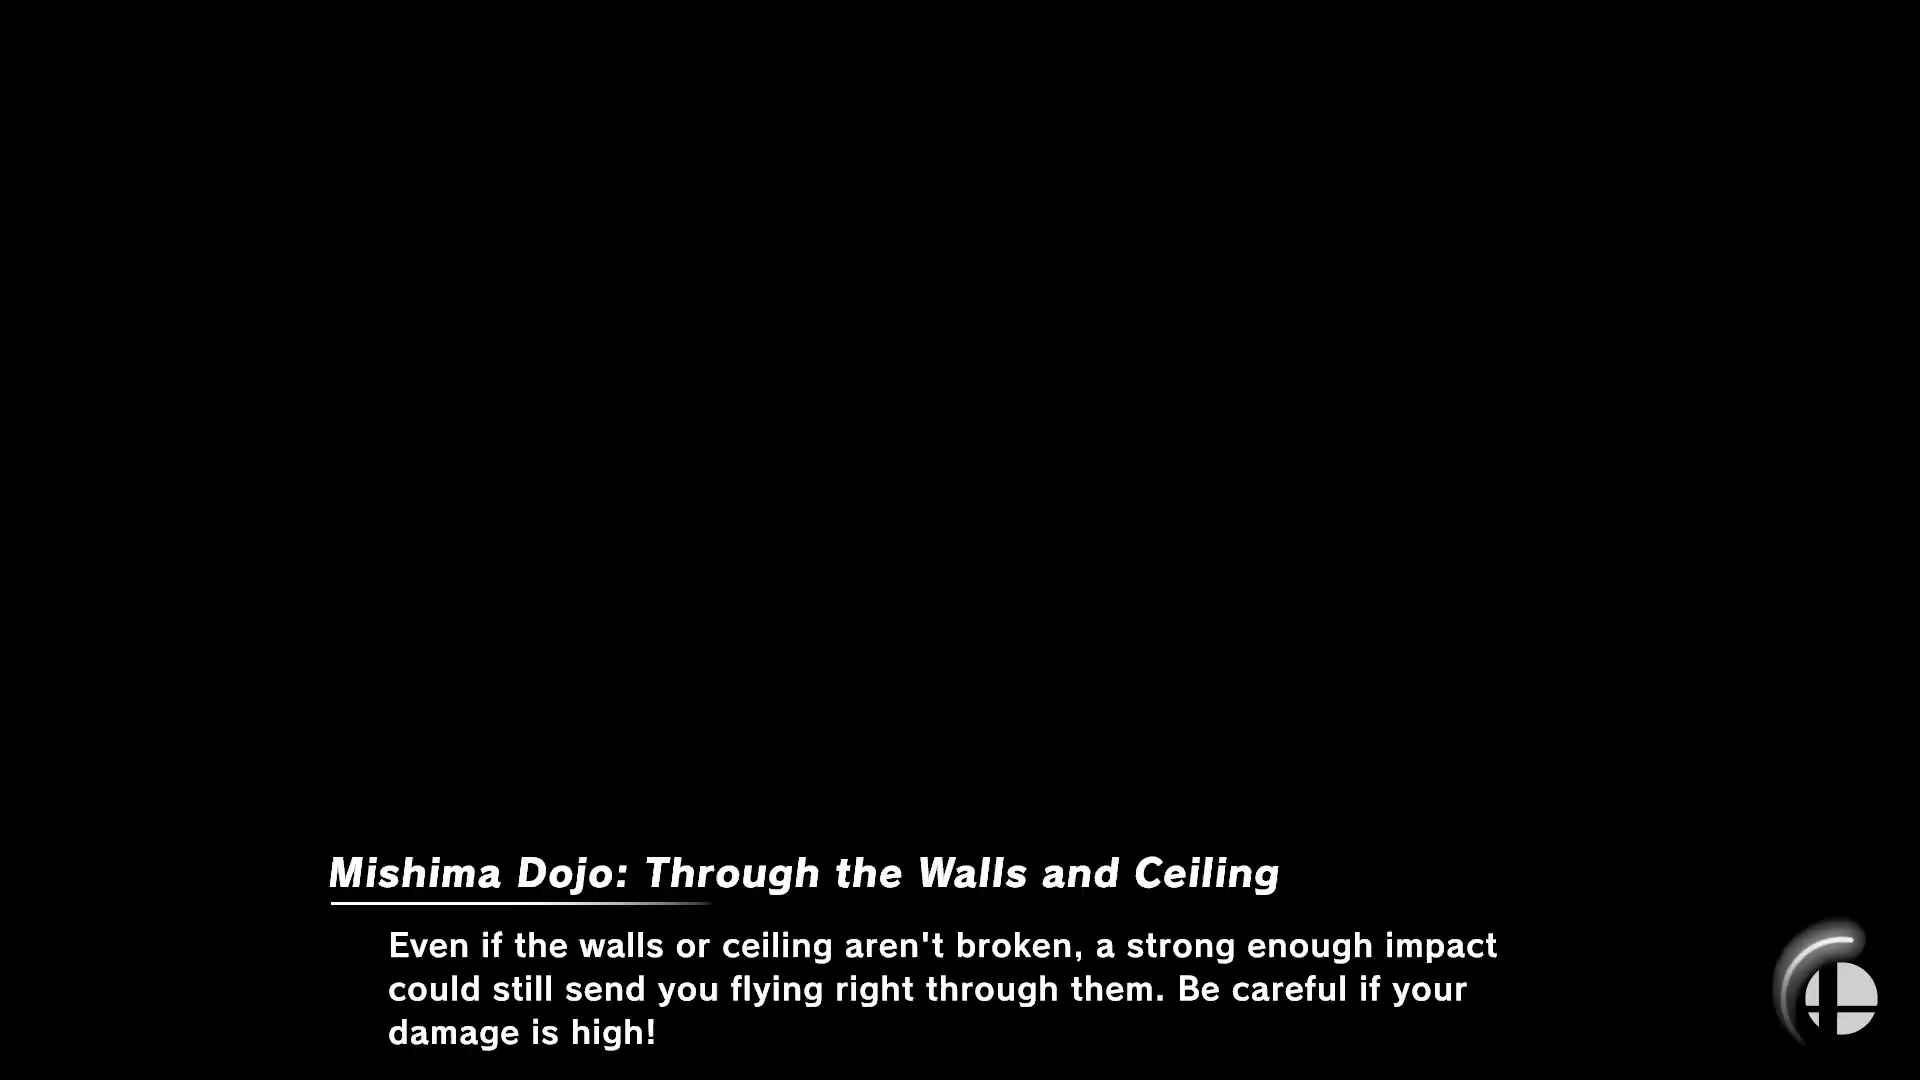 Mishima Dojo: Through the Walls and Ceiling
Even if the walls or ceiling aren't broken, a strong enough impact
could still send you flying right through them. Be careful if your
damage is high!